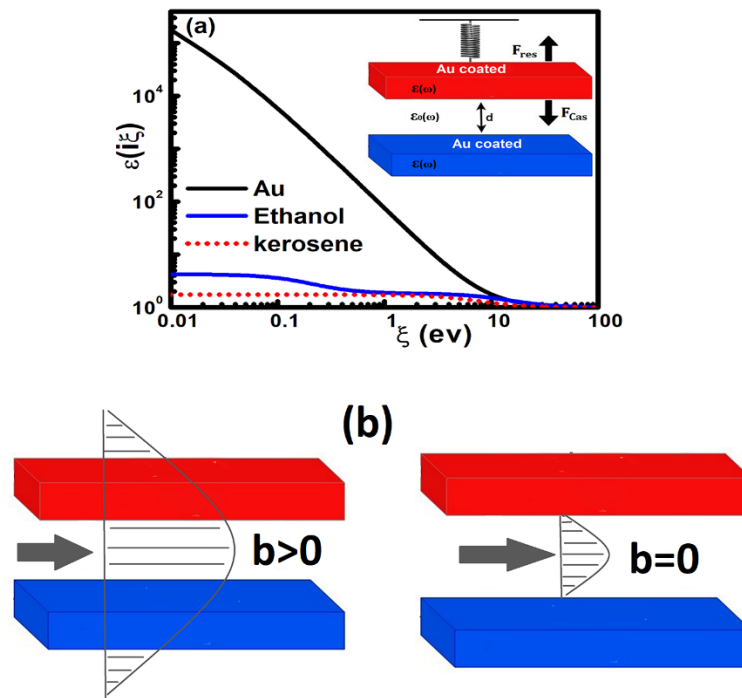 (a)
Au coated
ε(ω)
ε₀(ω)
d
Au coated
ε(ω)
F_res
F_Cas
ε(iξ)
10⁴
10²
10⁰
Au
Ethanol
kerosene
0.01
0.1
1
10
100
ξ (ev)
(b)
b>0
b=0